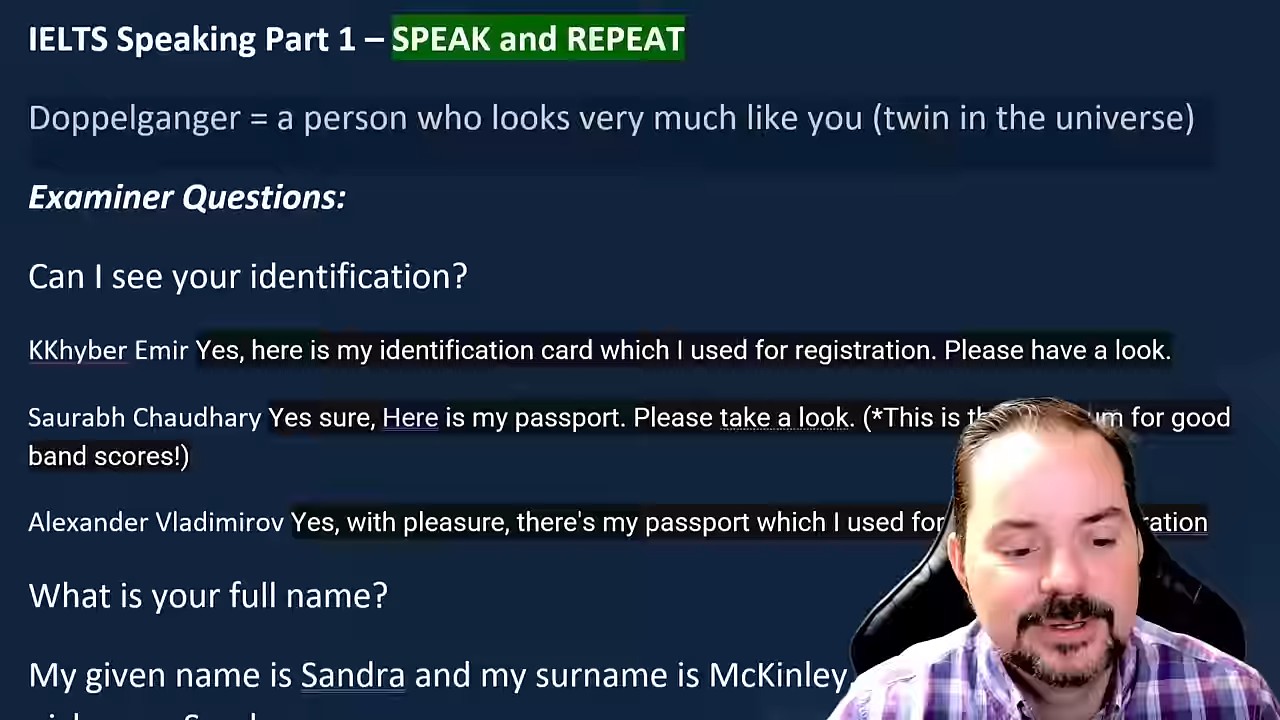 IELTS Speaking Part 1 – SPEAK and REPEAT
Doppelganger = a person who looks very much like you (twin in the universe)
Examiner Questions:
Can I see your identification?
KKhyber Emir Yes, here is my identification card which I used for registration. Please have a look.
Saurabh Chaudhary Yes sure, Here is my passport. Please take a look. (*This is for good
band scores!)
Alexander Vladimirov Yes, with pleasure, there's my passport which I used for
What is your full name?
My given name is Sandra and my surname is McKinley,